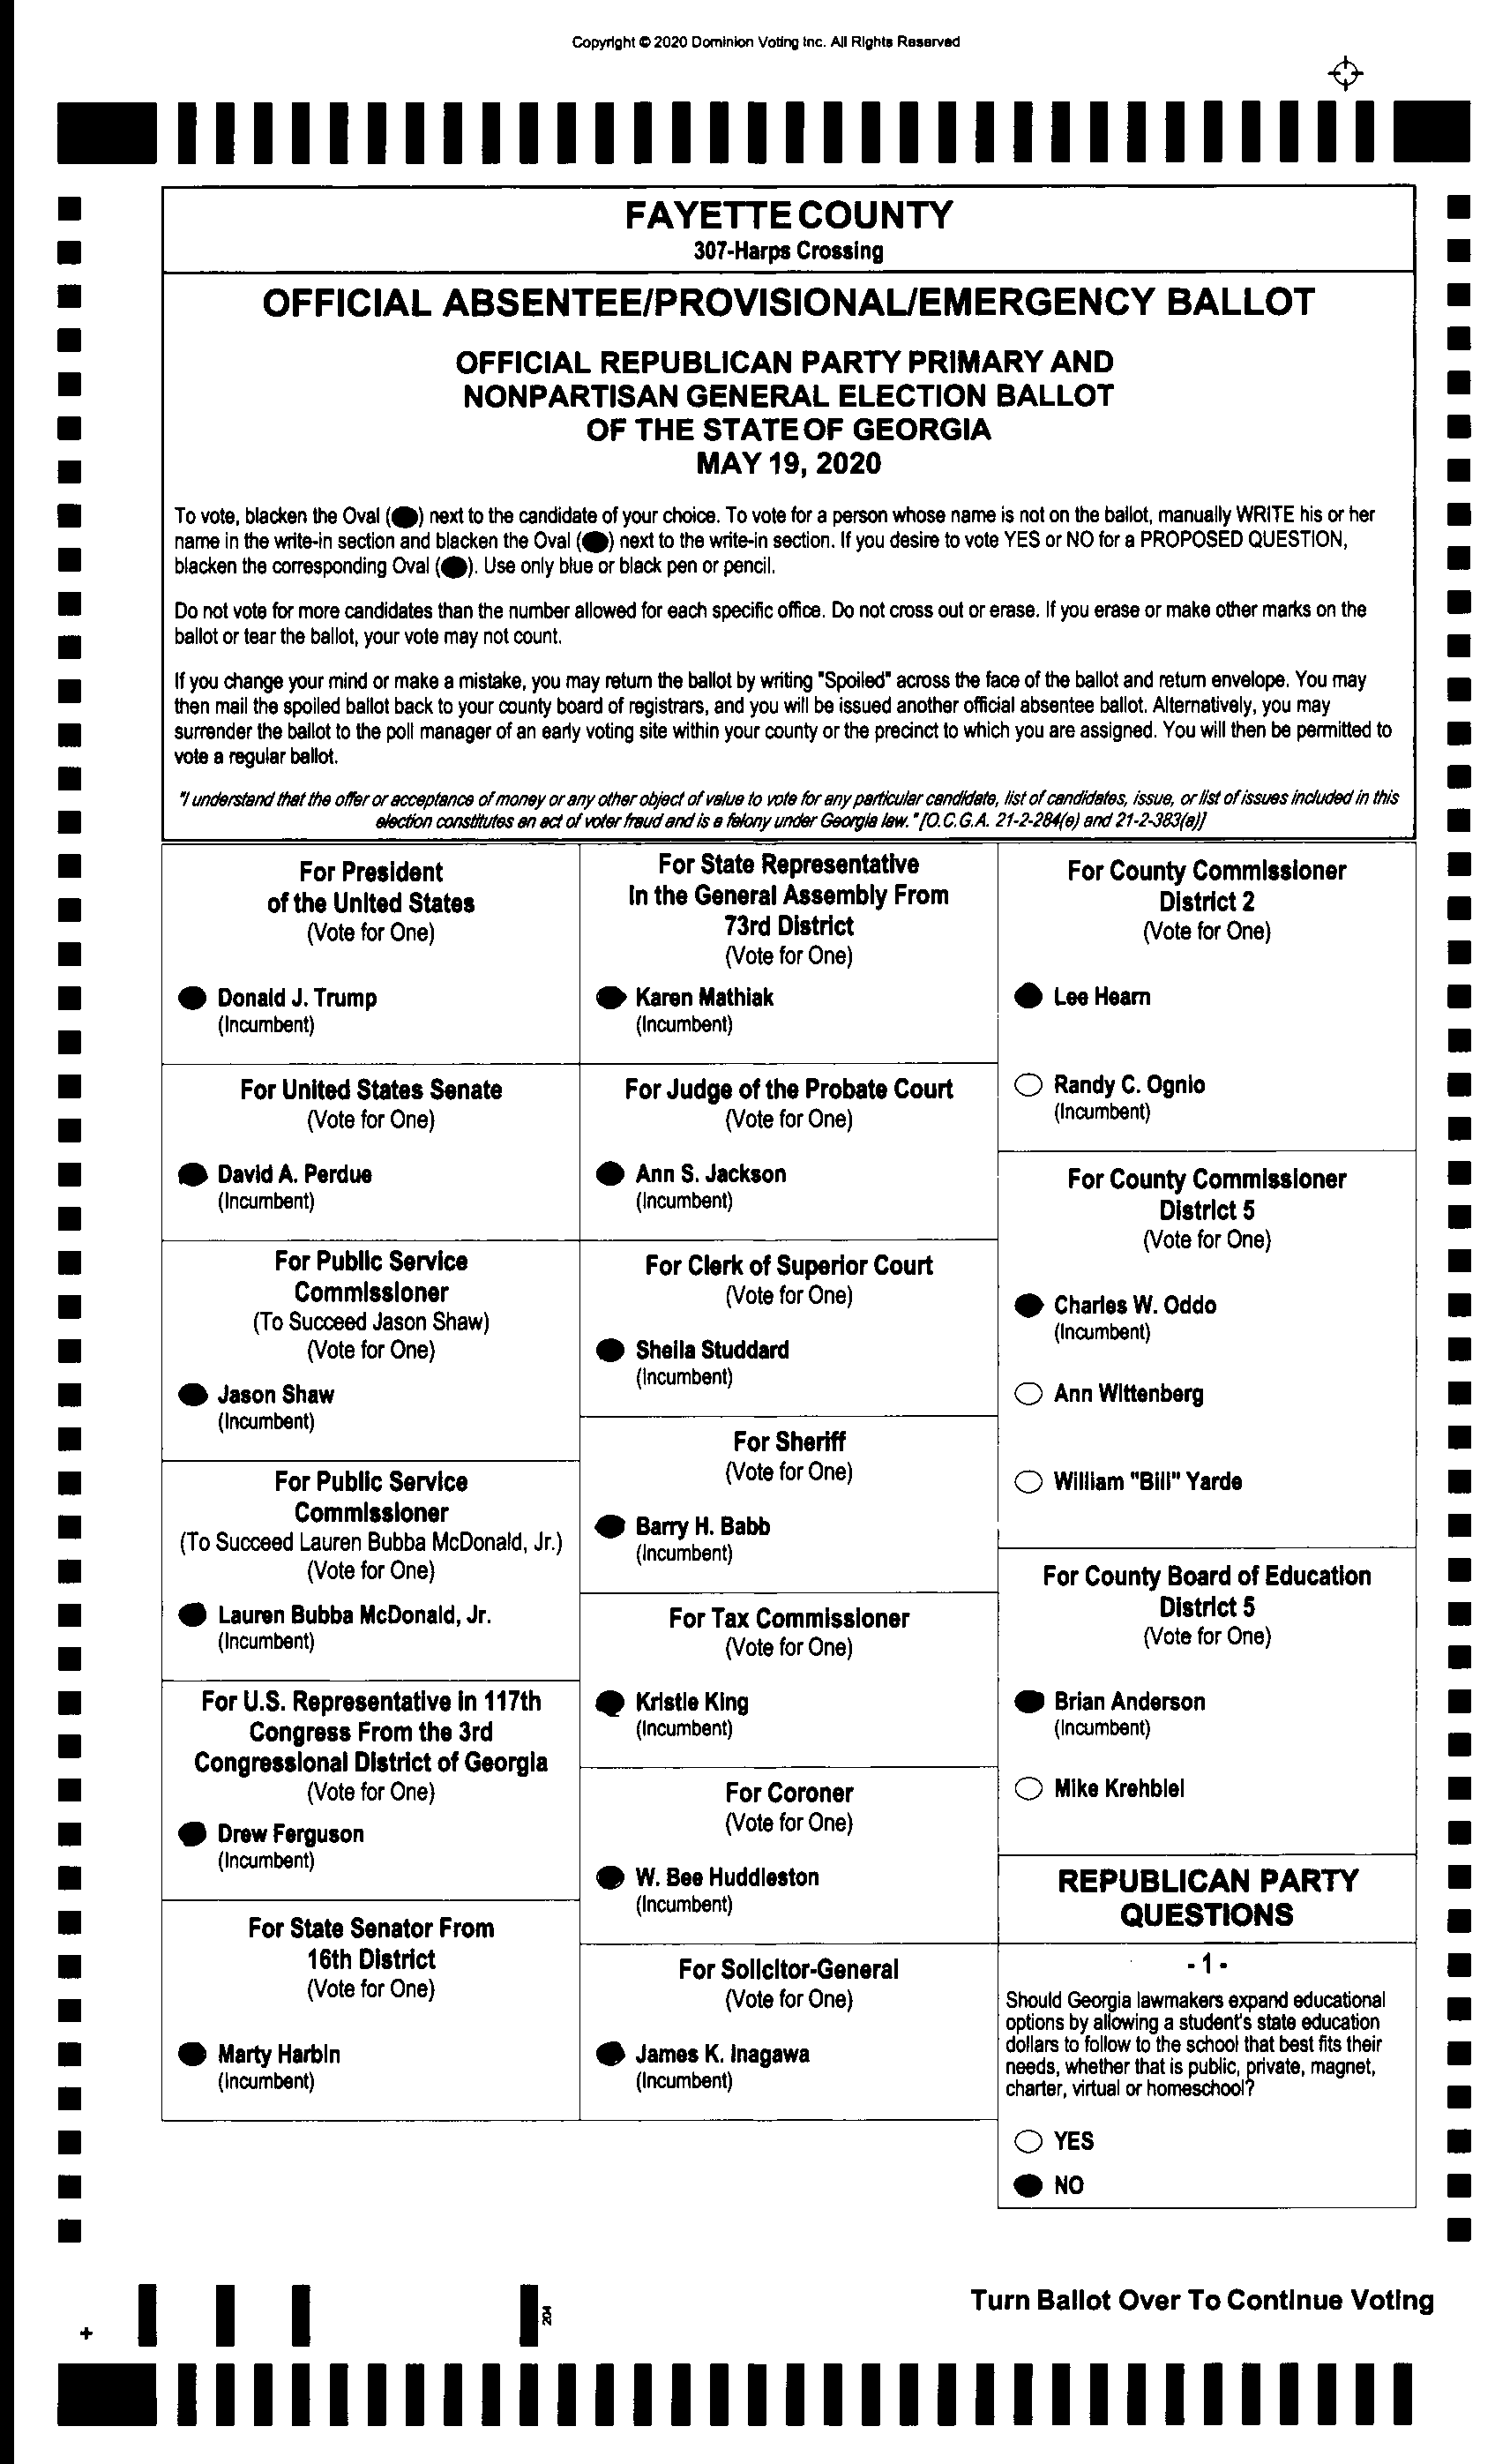 Copyright © 2020 Dominion Voting Inc. All Rights Reserved
FAYETTE COUNTY
307-Harps Crossing
OFFICIAL ABSENTEE/PROVISIONAL/EMERGENCY BALLOT
OFFICIAL REPUBLICAN PARTY PRIMARY AND
NONPARTISAN GENERAL ELECTION BALLOT
OF THE STATE OF GEORGIA
MAY 19, 2020
To vote, blacken the Oval () next to the candidate of your choice. To vote for a person whose name is not on the ballot, manually WRITE his or her
name in the write-in section and blacken the Oval () next to the write-in section. If you desire to vote YES or NO for a PROPOSED QUESTION,
blacken the corresponding Oval (). Use only blue or black pen or pencil.
Do not vote for more candidates than the number allowed for each specific office. Do not cross out or erase. If you erase or make other marks on the
ballot or tear the ballot, your vote may not count.
If you change your mind or make a mistake, you may return the ballot by writing "Spoiled" across the face of the ballot and return envelope. You may
then mail the spoiled ballot back to your county board of registrars, and you will be issued another official absentee ballot. Alternatively, you may
surrender the ballot to the poll manager of an early voting site within your county or the precinct to which you are assigned. You will then be permitted to
vote a regular ballot.
"I understand that the offer or acceptance of money or any other object of value to vote for any particular candidate, list of candidates, issue, or list of issues included in this
election constitutes an act of voter fraud and is a felony under Georgia law." [O.C.G.A. 21-2-284(e) and 21-2-383(a)]
For President
of the United States
(Vote for One)
Donald J. Trump
(Incumbent)
For United States Senate
(Vote for One)
David A. Perdue
(Incumbent)
For Public Service
Commissioner
(To Succeed Jason Shaw)
(Vote for One)
Jason Shaw
(Incumbent)
For Public Service
Commissioner
(To Succeed Lauren Bubba McDonald, Jr.)
(Vote for One)
Lauren Bubba McDonald, Jr.
(Incumbent)
For U.S. Representative in 117th
Congress From the 3rd
Congressional District of Georgia
(Vote for One)
Drew Ferguson
(Incumbent)
For State Senator From
16th District
(Vote for One)
Marty Harbin
(Incumbent)
For State Representative
In the General Assembly From
73rd District
(Vote for One)
Karen Mathiak
(Incumbent)
For Judge of the Probate Court
(Vote for One)
Ann S. Jackson
(Incumbent)
For Clerk of Superior Court
(Vote for One)
Sheila Studdard
(Incumbent)
For Sheriff
(Vote for One)
Barry H. Babb
(Incumbent)
For Tax Commissioner
(Vote for One)
Kristie King
(Incumbent)
For Coroner
(Vote for One)
W. Bee Huddleston
(Incumbent)
For Solicitor-General
(Vote for One)
James K. Inagawa
(Incumbent)
For County Commissioner
District 2
(Vote for One)
Lee Hearn
Randy C. Ognio
(Incumbent)
For County Commissioner
District 5
(Vote for One)
Charles W. Oddo
(Incumbent)
Ann Wittenberg
William "Bill" Yarde
For County Board of Education
District 5
(Vote for One)
Brian Anderson
(Incumbent)
Mike Krehbiel
REPUBLICAN PARTY
QUESTIONS
- 1 -
Should Georgia lawmakers expand educational
options by allowing a student's state education
dollars to follow to the school that best fits their
needs, whether that is public, private, magnet,
charter, virtual or homeschool?
YES
NO
Turn Ballot Over To Continue Voting
204